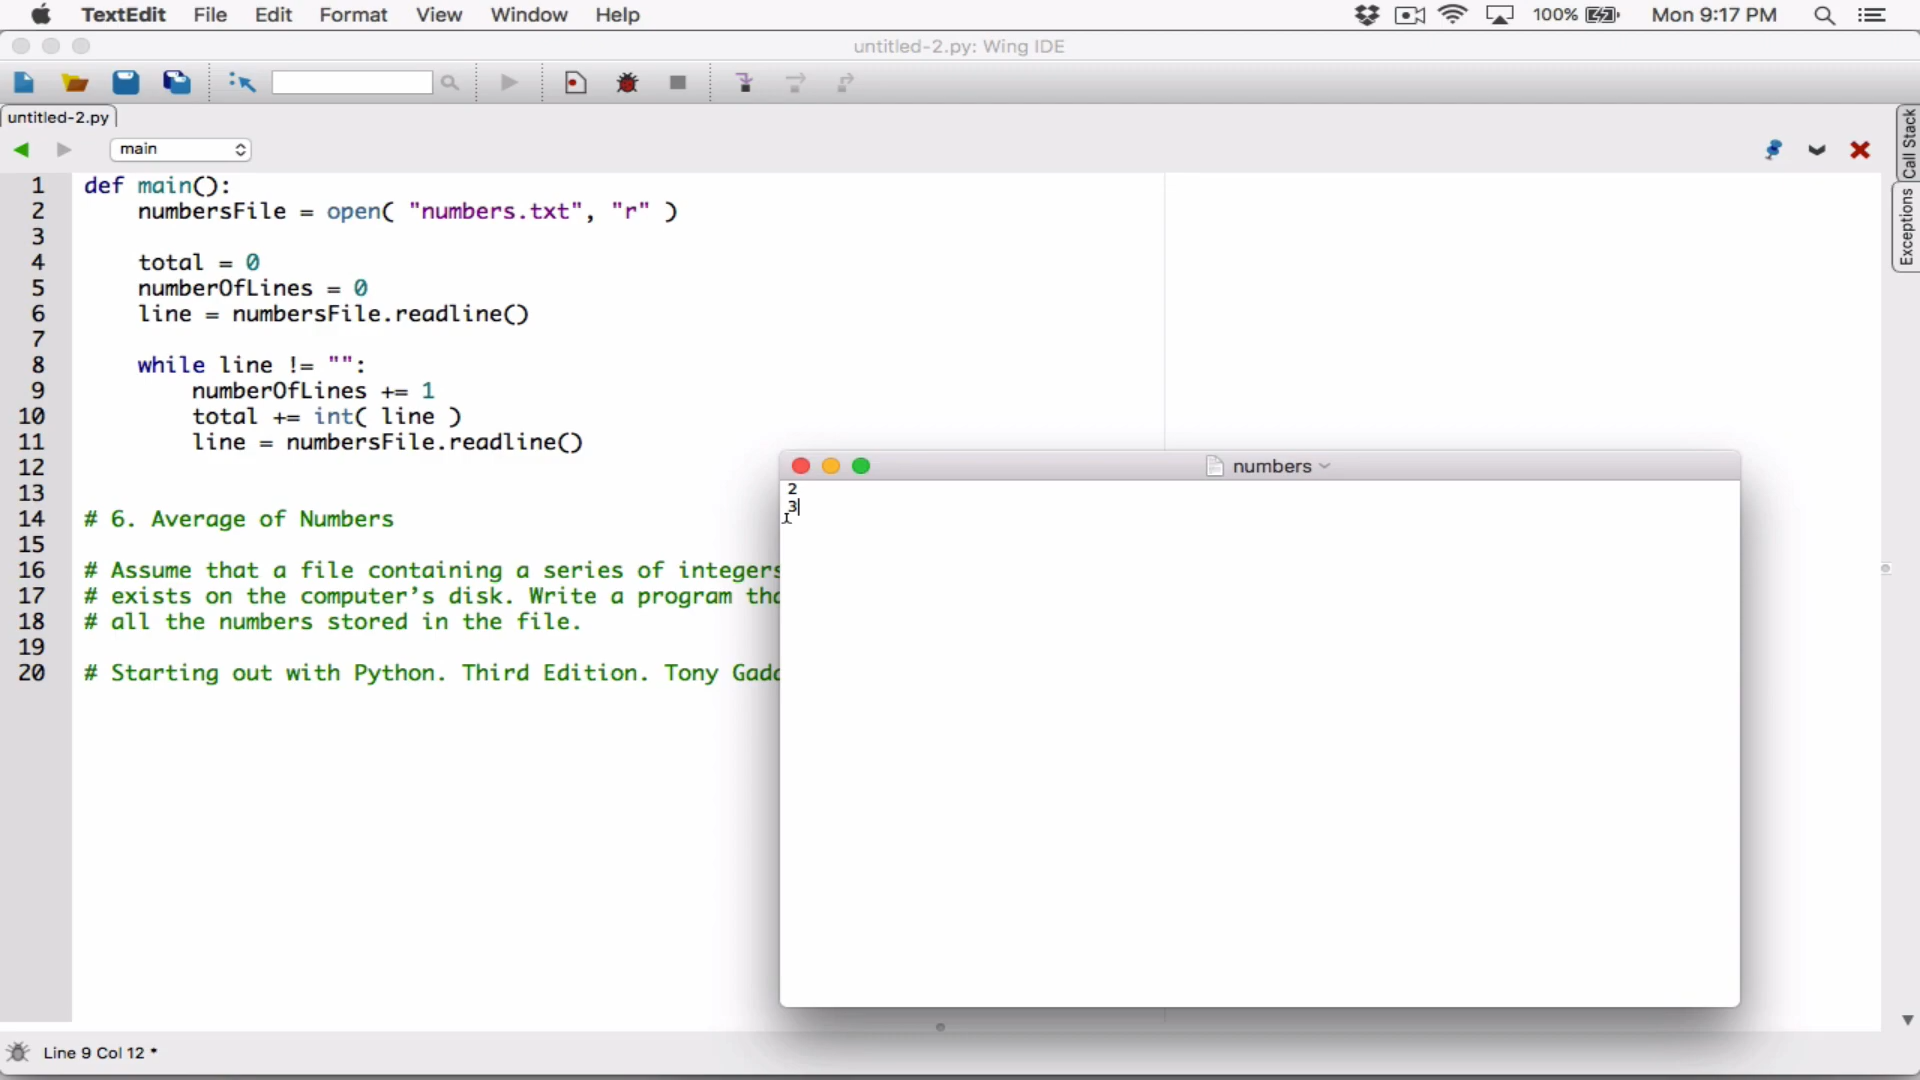 TextEdit File Edit Format View Window Help 100% Mon 9:17 PM
untitled-2.py: Wing IDE
untitled-2.py
main
Call Stack
Exceptions
1 def main():
2 numbersFile = open( "numbers.txt", "r" )
3
4 total = 0
5 numberOfLines = 0
6 line = numbersFile.readline()
7
8 while line != "":
9 numberOfLines += 1
10 total += int( line )
11 line = numbersFile.readline()
12
13
14 # 6. Average of Numbers
15
16 # Assume that a file containing a series of integers
17 # exists on the computer’s disk. Write a program
18 # all the numbers stored in the file.
19
20 # Starting out with Python. Third Edition. Tony
numbers
2
3
Line 9 Col 12 *